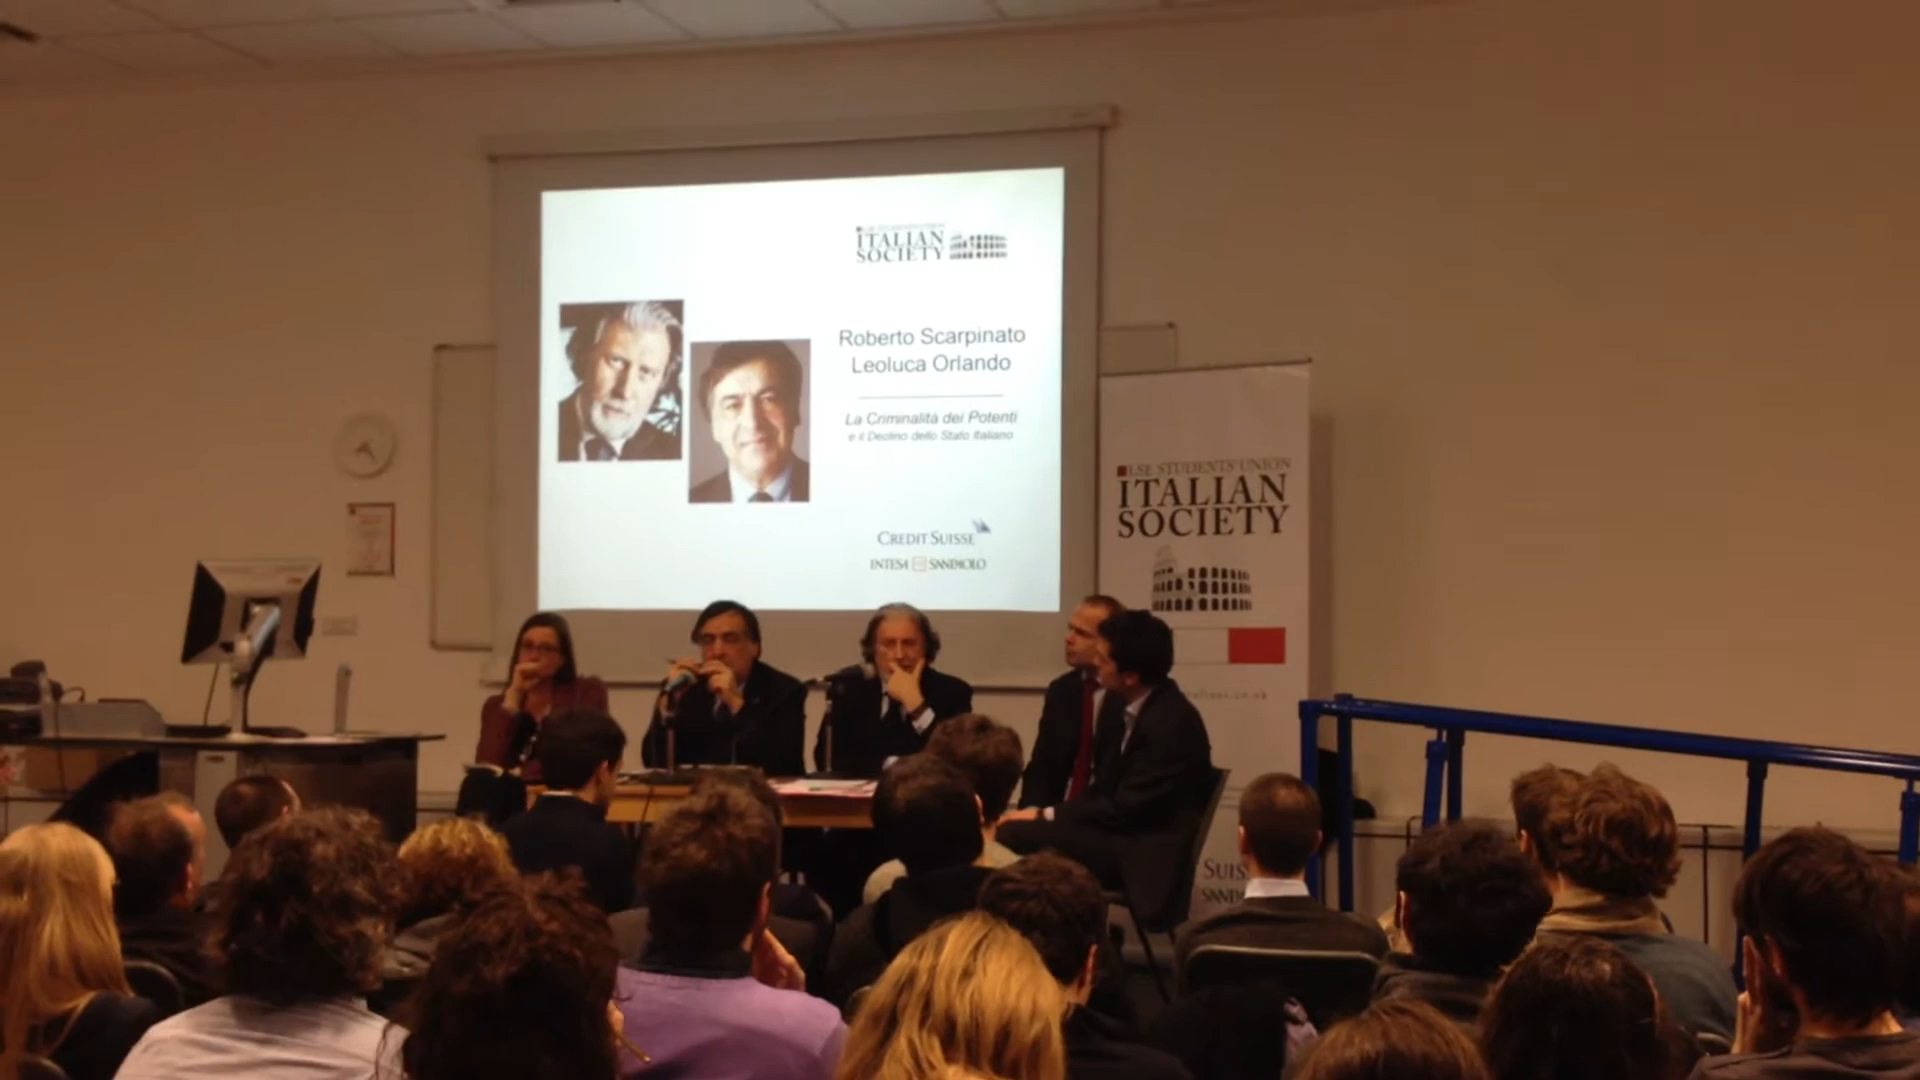 ITALIAN
SOCIETY
Roberto Scarpinato
Leoluca Orlando
La Criminalità dei Potenti
e il Declino dello Stato Italiano
CREDIT SUISSE
INTESA SANPAOLO
LSE STUDENTS' UNION
ITALIAN
SOCIETY
SUIS